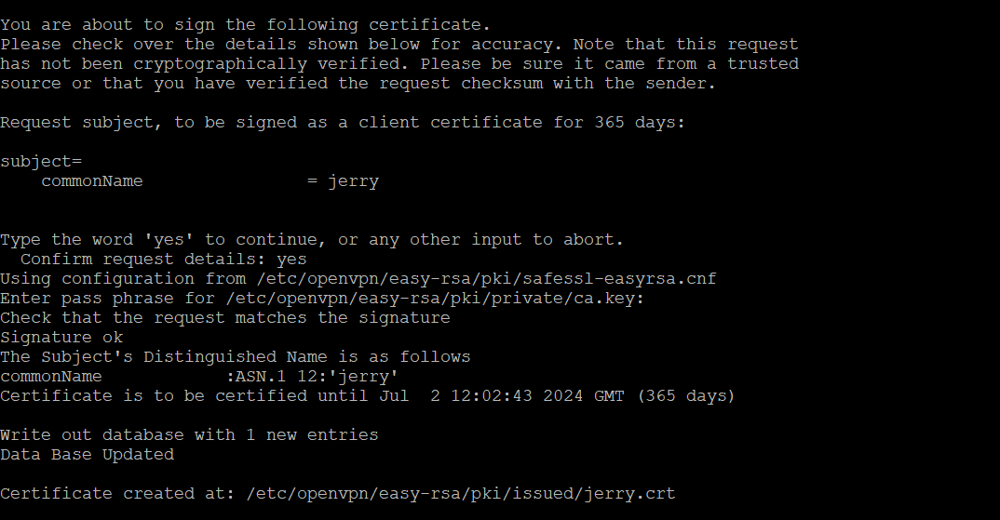 You are about to sign the following certificate.
Please check over the details shown below for accuracy. Note that this request
has not been cryptographically verified. Please be sure it came from a trusted
source or that you have verified the request checksum with the sender.
Request subject, to be signed as a client certificate for 365 days:
subject=
    commonName                = jerry
Type the word 'yes' to continue, or any other input to abort.
  Confirm request details: yes
Using configuration from /etc/openvpn/easy-rsa/pki/safessl-easyrsa.cnf
Enter pass phrase for /etc/openvpn/easy-rsa/pki/private/ca.key:
Check that the request matches the signature
Signature ok
The Subject's Distinguished Name is as follows
commonName            :ASN.1 12:'jerry'
Certificate is to be certified until Jul  2 12:02:43 2024 GMT (365 days)
Write out database with 1 new entries
Data Base Updated
Certificate created at: /etc/openvpn/easy-rsa/pki/issued/jerry.crt